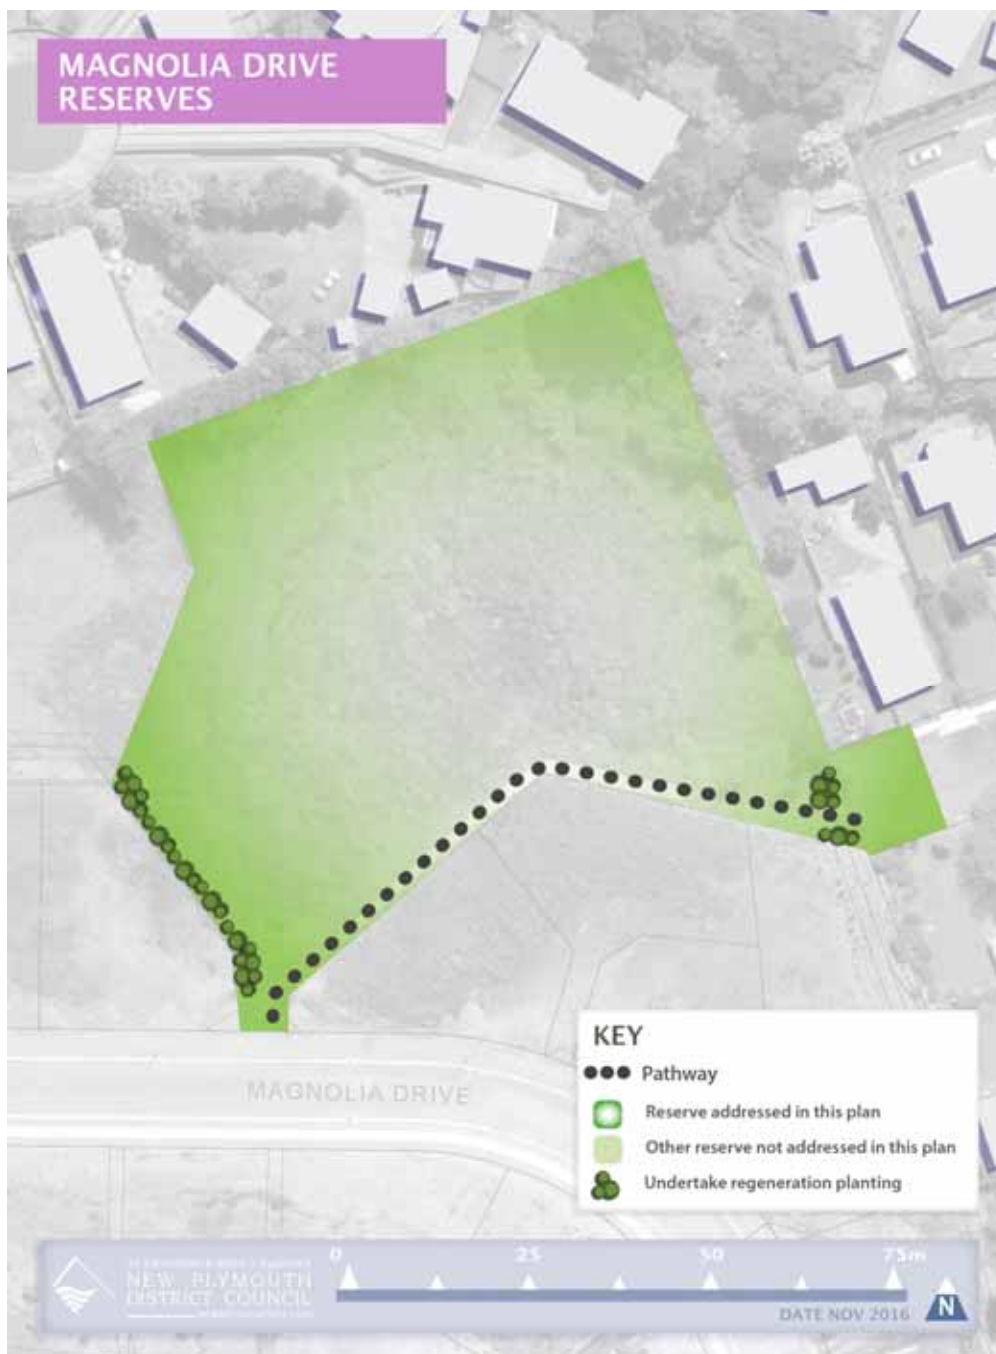 MAGNOLIA DRIVE
RESERVES
MAGNOLIA DRIVE
KEY
Pathway
Reserve addressed in this plan
Other reserve not addressed in this plan
Undertake regeneration planting
0 25 50 75m
NEW PLYMOUTH
DISTRICT COUNCIL
DATE NOV 2016
N